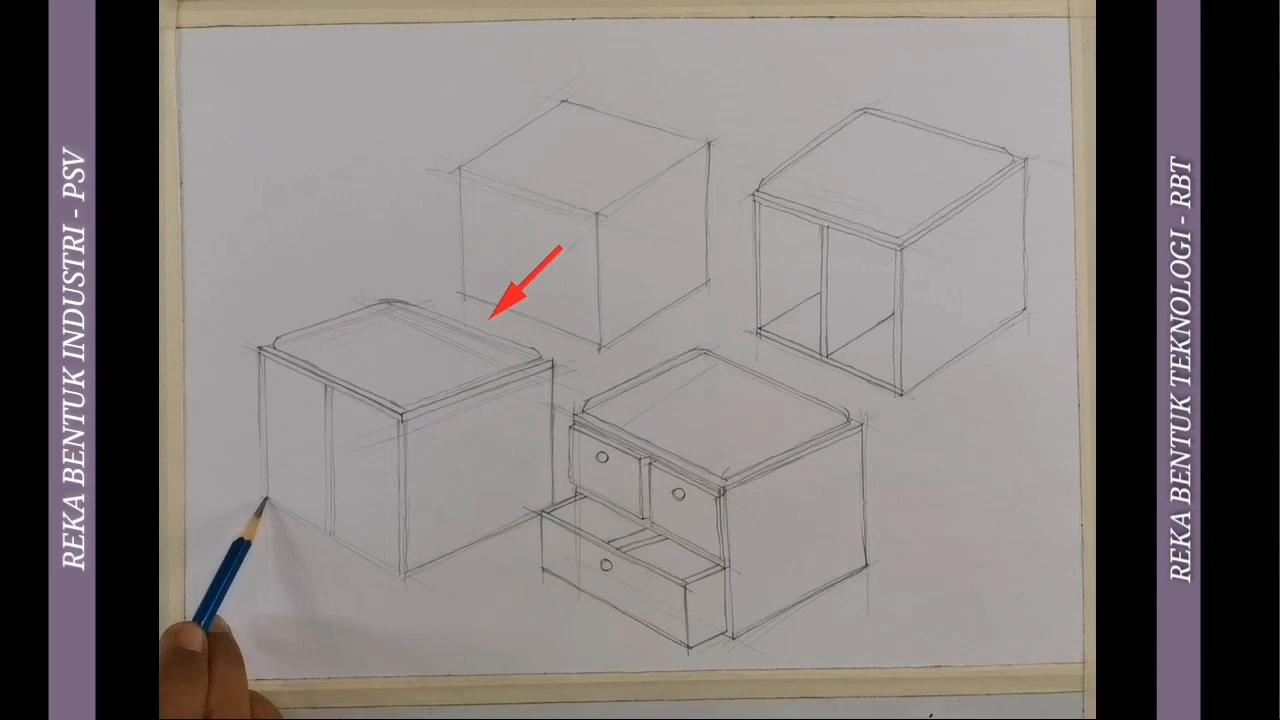 REKA BENTUK INDUSTRI - PSV
REKA BENTUK TEKNOLOGI - RBT